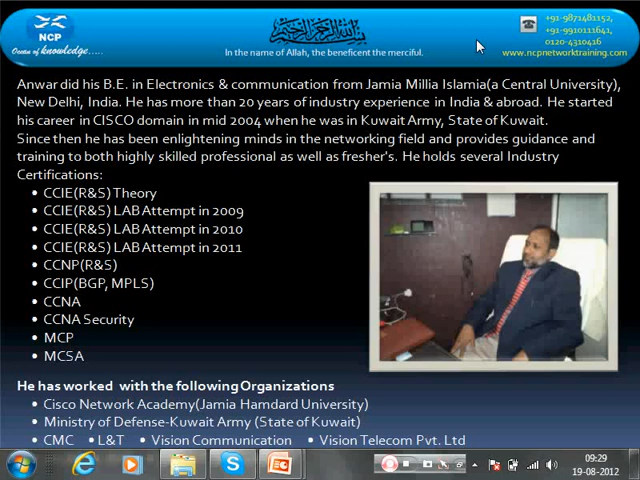 NCP
Ocean of knowledge.....
بسم الله الرحمن الرحيم
In the name of Allah, the beneficent the merciful.
+91-9871481152,
+91-9910111641,
0120-4310416
www.ncpnetworktraining.com
Anwar did his B.E. in Electronics & communication from Jamia Millia Islamia(a Central University),
New Delhi, India. He has more than 20 years of industry experience in India & abroad. He started
his career in CISCO domain in mid 2004 when he was in Kuwait Army, State of Kuwait.
Since then he has been enlightening minds in the networking field and provides guidance and
training to both highly skilled professional as well as fresher's. He holds several Industry
Certifications:
• CCIE(R&S) Theory
• CCIE(R&S) LAB Attempt in 2009
• CCIE(R&S) LAB Attempt in 2010
• CCIE(R&S) LAB Attempt in 2011
• CCNP(R&S)
• CCIP(BGP, MPLS)
• CCNA
• CCNA Security
• MCP
• MCSA
He has worked with the following Organizations
• Cisco Network Academy(Jamia Hamdard University)
• Ministry of Defense-Kuwait Army (State of Kuwait)
• CMC • L&T • Vision Communication • Vision Telecom Pvt. Ltd
09:29
19-08-2012